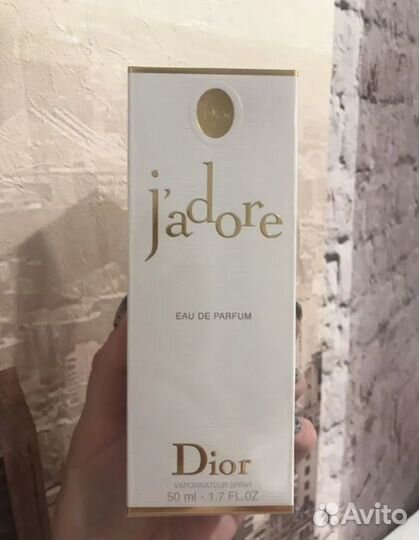 Dior
j'adore
EAU DE PARFUM
Dior
VAPORISATEUR SPRAY
50 ml - 1.7 FL.OZ
Avito